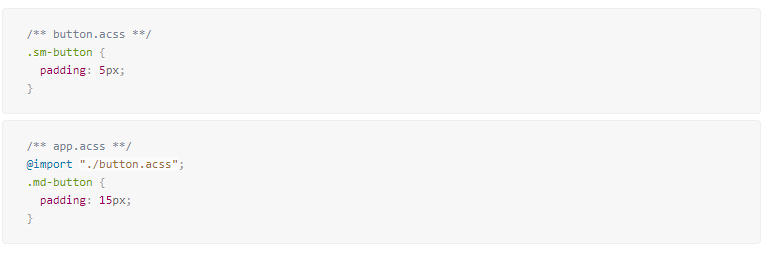 /** button.acss **/
.sm-button {
  padding: 5px;
}
/** app.acss **/
@import "./button.acss";
.md-button {
  padding: 15px;
}